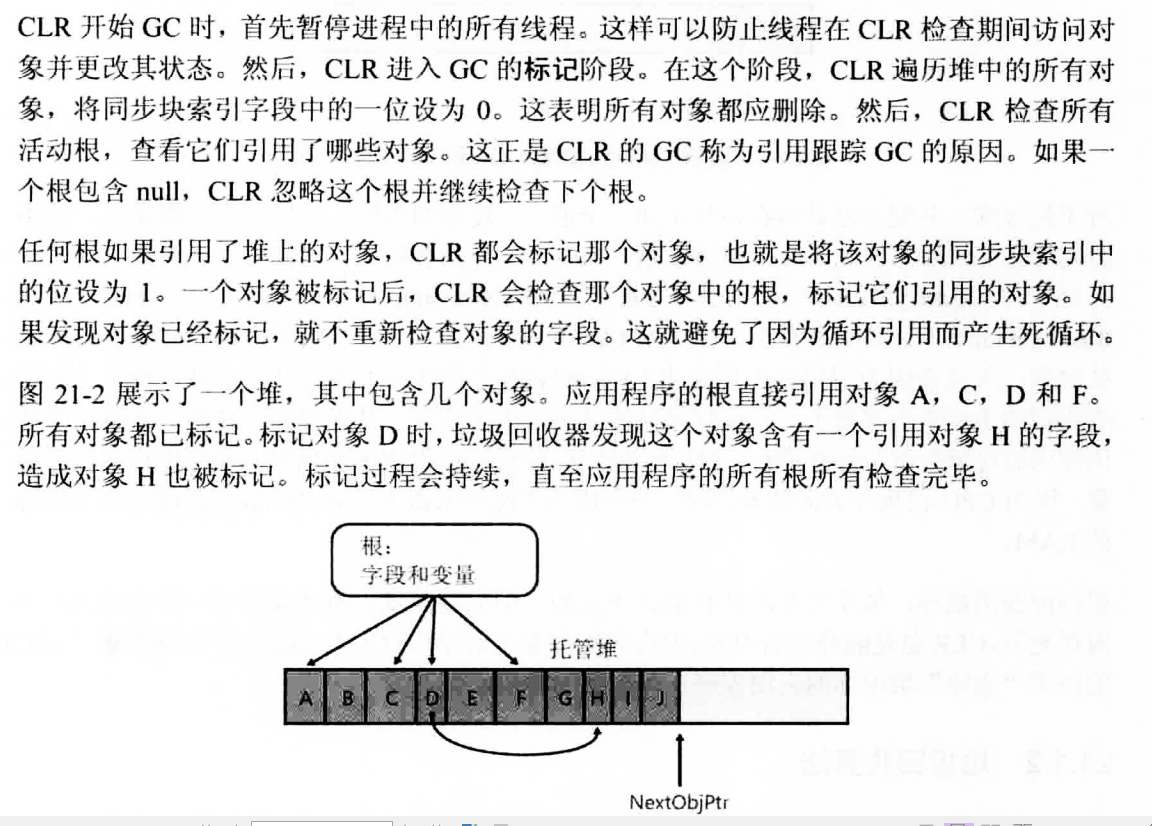 CLR 开始 GC 时，首先暂停进程中的所有线程。这样可以防止线程在 CLR 检查期间访问对
象并更改其状态。然后，CLR 进入 GC 的标记阶段。在这个阶段，CLR 遍历堆中的所有对
象，将同步块索引字段中的一位设为 0。这表明所有对象都应删除。然后，CLR 检查所有
活动根，查看它们引用了哪些对象。这正是 CLR 的 GC 称为引用跟踪 GC 的原因。如果一
个根包含 null，CLR 忽略这个根并继续检查下个根。
任何根如果引用了堆上的对象，CLR 都会标记那个对象，也就是将该对象的同步块索引中
的位设为 1。一个对象被标记后，CLR 会检查那个对象中的根，标记它们引用的对象。如
果发现对象已经标记，就不重新检查对象的字段。这就避免了因为循环引用而产生死循环。
图 21-2 展示了一个堆，其中包含几个对象。应用程序的根直接引用对象 A，C，D 和 F。
所有对象都已标记。标记对象 D 时，垃圾回收器发现这个对象含有一个引用对象 H 的字段，
造成对象 H 也被标记。标记过程会持续，直至应用程序的所有根所有检查完毕。
根：
字段和变量
托管堆
A B C D E F G H I J
NextObjPtr